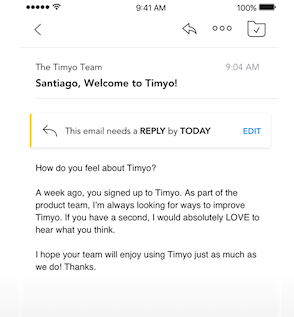 9:41 AM 100%
The Timyo Team 9:04 AM
Santiago, Welcome to Timyo!
This email needs a REPLY by TODAY EDIT
How do you feel about Timyo?
A week ago, you signed up to Timyo. As part of the
product team, I'm always looking for ways to improve
Timyo. If you have a second, I would absolutely LOVE to
hear what you think.
I hope your team will enjoy using Timyo just as much as
we do! Thanks.